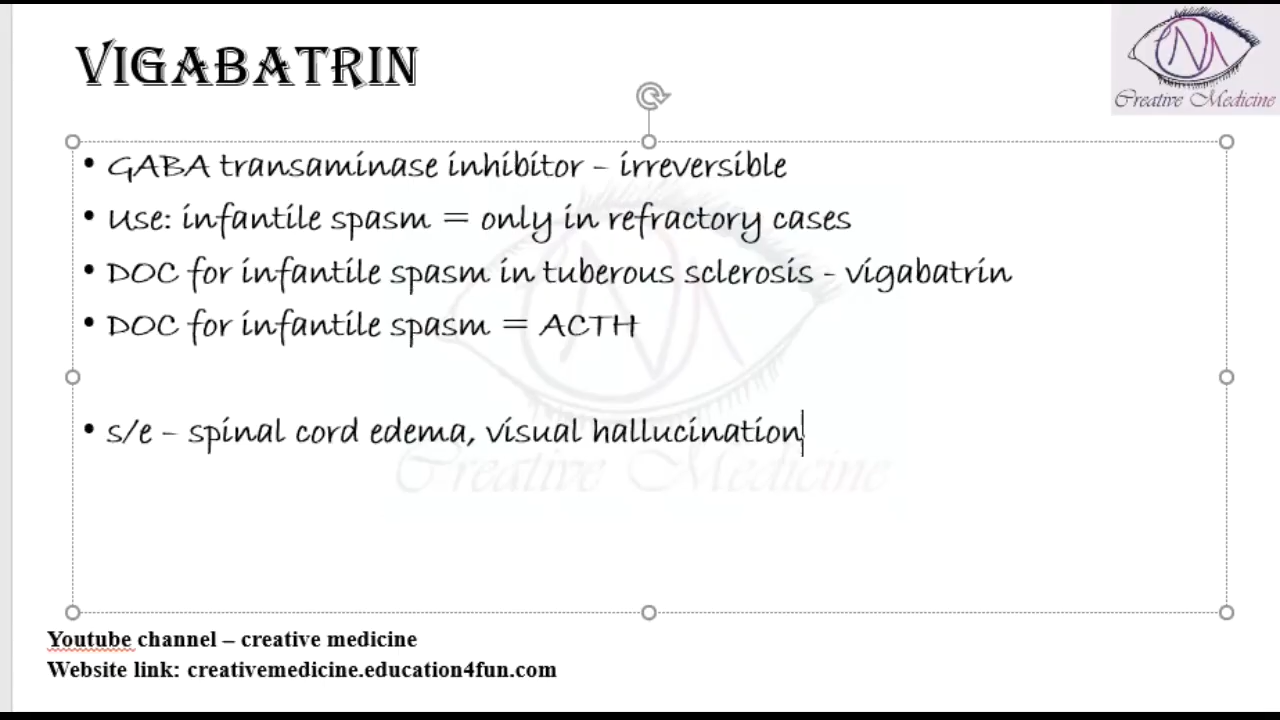 VIGABATRIN
Creative Medicine
• GABA transaminase inhibitor – irreversible
• Use: infantile spasm = only in refractory cases
• DOC for infantile spasm in tuberous sclerosis - vigabatrin
• DOC for infantile spasm = ACTH
• s/e – spinal cord edema, visual hallucination
Creative Medicine
Youtube channel – creative medicine
Website link: creativemedicine.education4fun.com